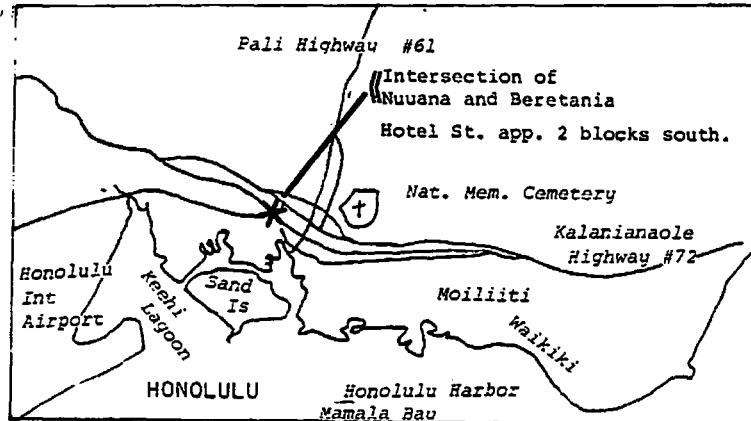 Pali Highway #61
Intersection of
Nuuana and Beretania
Hotel St. app. 2 blocks south.
Nat. Mem. Cemetery
Kalanianaole
Highway #72
Honolulu
Int
Airport
Keehi
Lagoon
Sand
Is
Moiliiti
Waikiki
HONOLULU
Honolulu Harbor
Mamala Bay